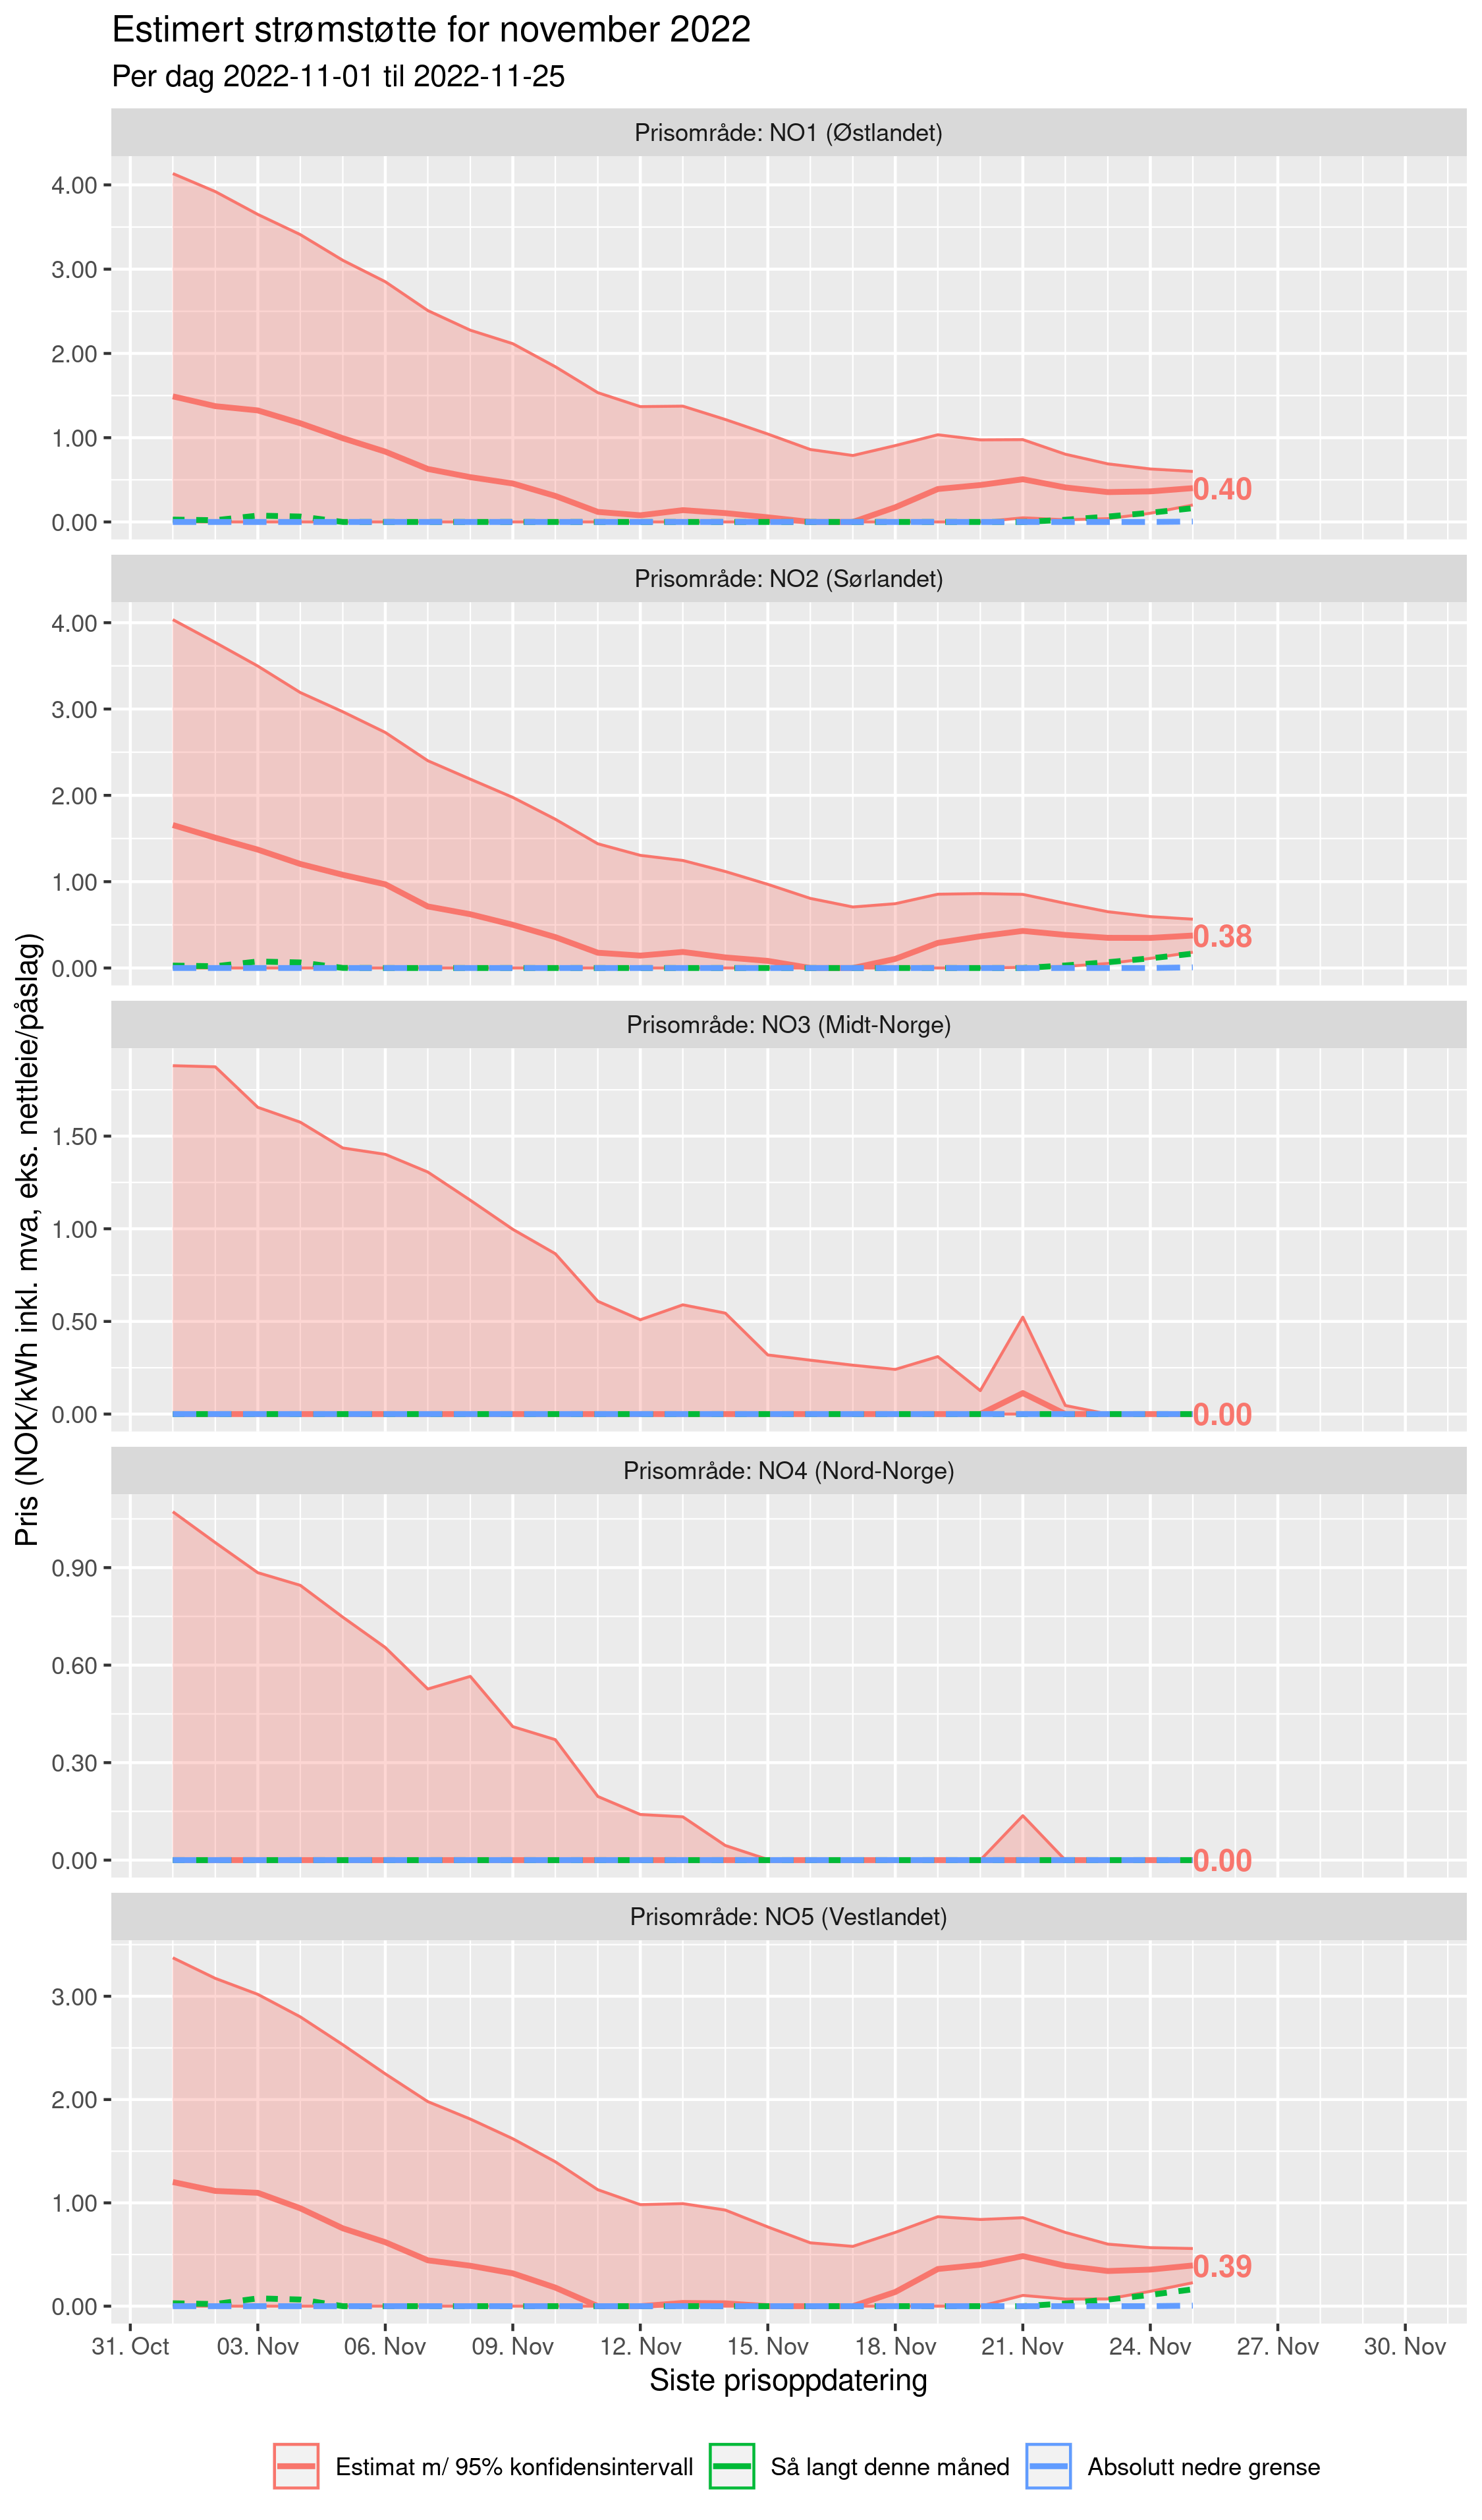 Estimert strømstøtte for november 2022
Per dag 2022-11-01 til 2022-11-25
Pris (NOK/kWh inkl. mva, eks. nettleie/påslag)
Prisområde: NO1 (Østlandet)
4.00
3.00
2.00
1.00
0.00
0.40
Prisområde: NO2 (Sørlandet)
4.00
3.00
2.00
1.00
0.00
0.38
Prisområde: NO3 (Midt-Norge)
1.50
1.00
0.50
0.00
0.00
Prisområde: NO4 (Nord-Norge)
0.90
0.60
0.30
0.00
0.00
Prisområde: NO5 (Vestlandet)
3.00
2.00
1.00
0.00
0.39
31. Oct 03. Nov 06. Nov 09. Nov 12. Nov 15. Nov 18. Nov 21. Nov 24. Nov 27. Nov 30. Nov
Siste prisoppdatering
Estimat m/ 95% konfidensintervall Så langt denne måned Absolutt nedre grense